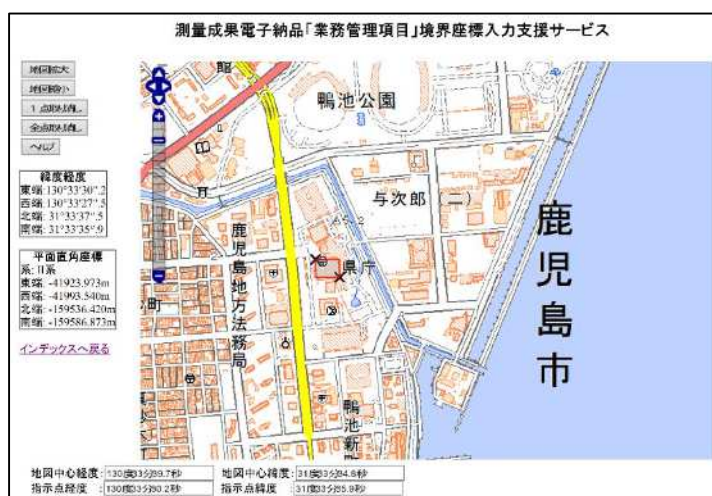 測量成果電子納品「業務管理項目」境界座標入力支援サービス
地図拡大
地図縮小
1点取消し
全点取消し
ヘルプ
緯度経度
東端:130°33'30".2
西端:130°33'27".5
北端: 31°33'37".5
南端: 31°33'35".9
平面直角座標
系:II系
東端: -41923.973m
西端: -41993.540m
北端: -159536.420m
南端: -159586.873m
インデックスへ戻る
館
鴨池公園
与次郎(二)
県庁
鹿児島地方法務局
町
鴨池新
鹿児島市
地図中心経度: 130度33分39.7秒 地図中心緯度: 31度33分34.6秒
指示点経度 : 130度33分30.2秒 指示点緯度 : 31度33分35.9秒